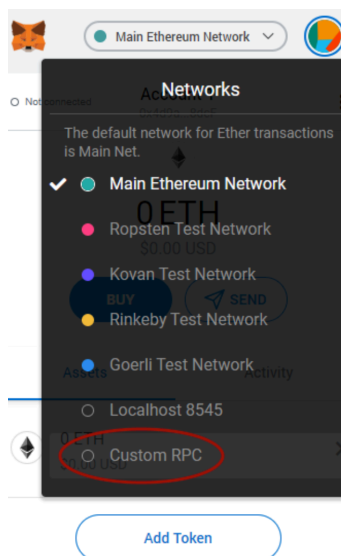 Main Ethereum Network
Networks
Not connected
The default network for Ether transactions
is Main Net.
Main Ethereum Network
0 ETH
Ropsten Test Network
$0.00 USD
Kovan Test Network
BUY
SEND
Rinkeby Test Network
Goerli Test Network
Assets
Activity
Localhost 8545
0 ETH
Custom RPC
$0.00 USD
Add Token